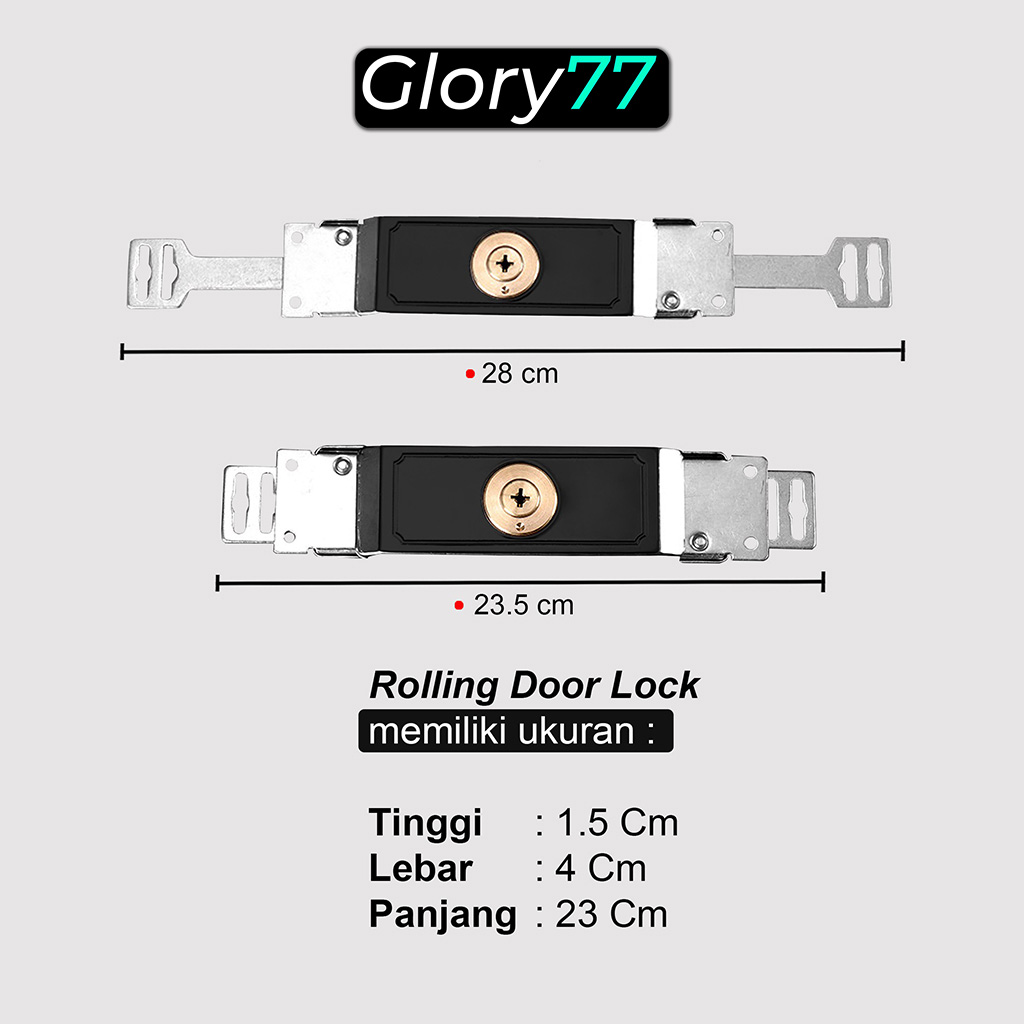 Glory77
28 cm
23.5 cm
Rolling Door Lock
memiliki ukuran :
Tinggi : 1.5 Cm
Lebar : 4 Cm
Panjang : 23 Cm